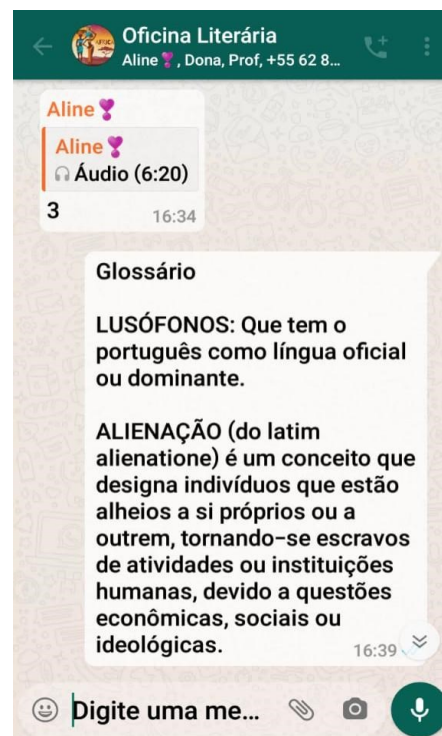 Oficina Literária
Aline❣️, Dona, Prof, +55 62 8...
Aline❣️
Aline❣️
Áudio (6:20)
3
16:34
Glossário
LUSÓFONOS: Que tem o
português como língua oficial
ou dominante.
ALIENAÇÃO (do latim
alienatione) é um conceito que
designa indivíduos que estão
alheios a si próprios ou a
outrem, tornando-se escravos
de atividades ou instituições
humanas, devido a questões
econômicas, sociais ou
ideológicas.
16:39
Digite uma me...